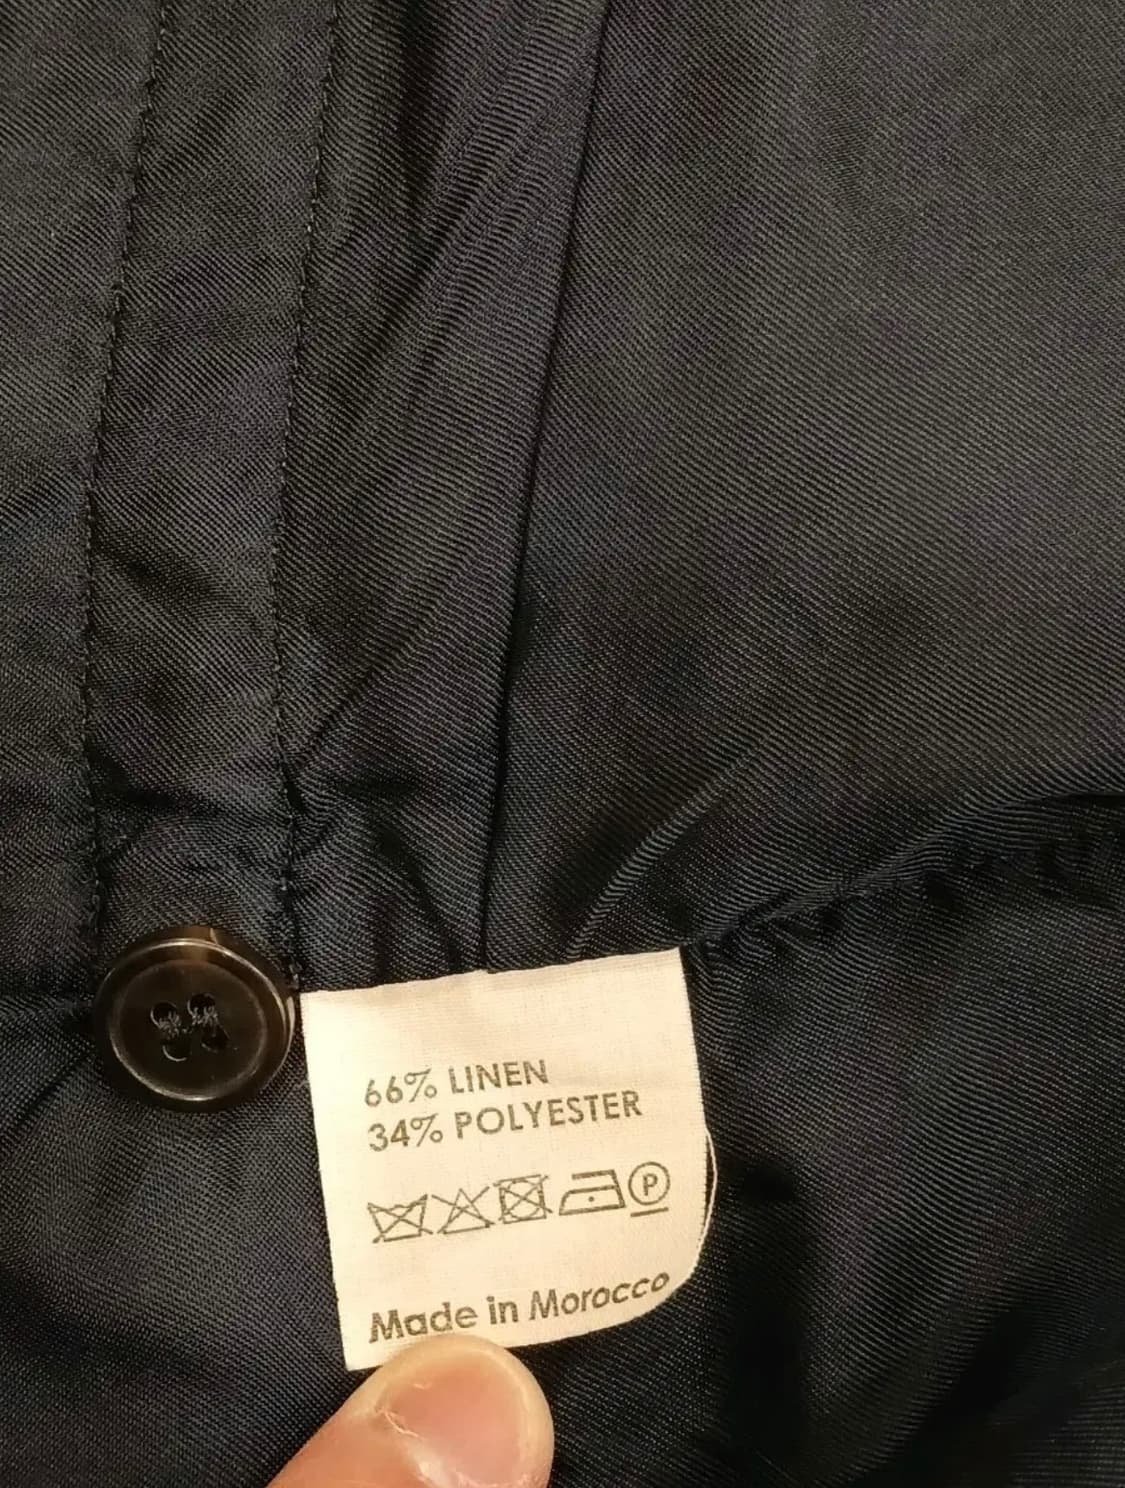 66% LINEN
34% POLYESTER
P
Made in Morocco